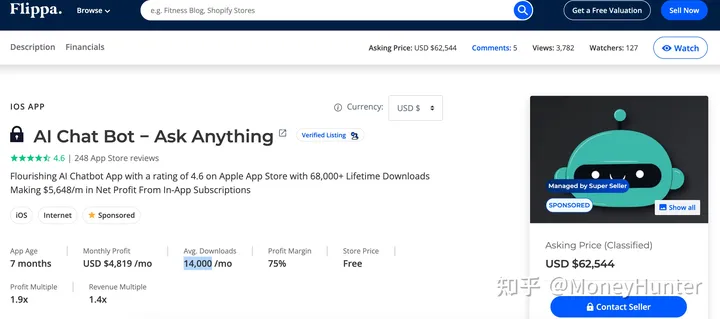 Flippa.
Browse
e.g. Fitness Blog, Shopify Stores
Get a Free Valuation
Sell Now
Description
Financials
Asking Price: USD $62,544
Comments: 5
Views: 3,782
Watchers: 127
Watch
IOS APP
Currency:
USD $
AI Chat Bot – Ask Anything
Verified Listing
4.6 | 248 App Store reviews
Flourishing AI Chatbot App with a rating of 4.6 on Apple App Store with 68,000+ Lifetime Downloads
Making $5,648/m in Net Profit From In-App Subscriptions
iOS
Internet
Sponsored
App Age
7 months
Monthly Profit
USD $4,819 /mo
Avg. Downloads
14,000 /mo
Profit Margin
75%
Store Price
Free
Profit Multiple
1.9x
Revenue Multiple
1.4x
Managed by Super Seller
SPONSORED
Show all
Asking Price (Classified)
USD $62,544
Contact Seller
知乎 @MoneyHunter